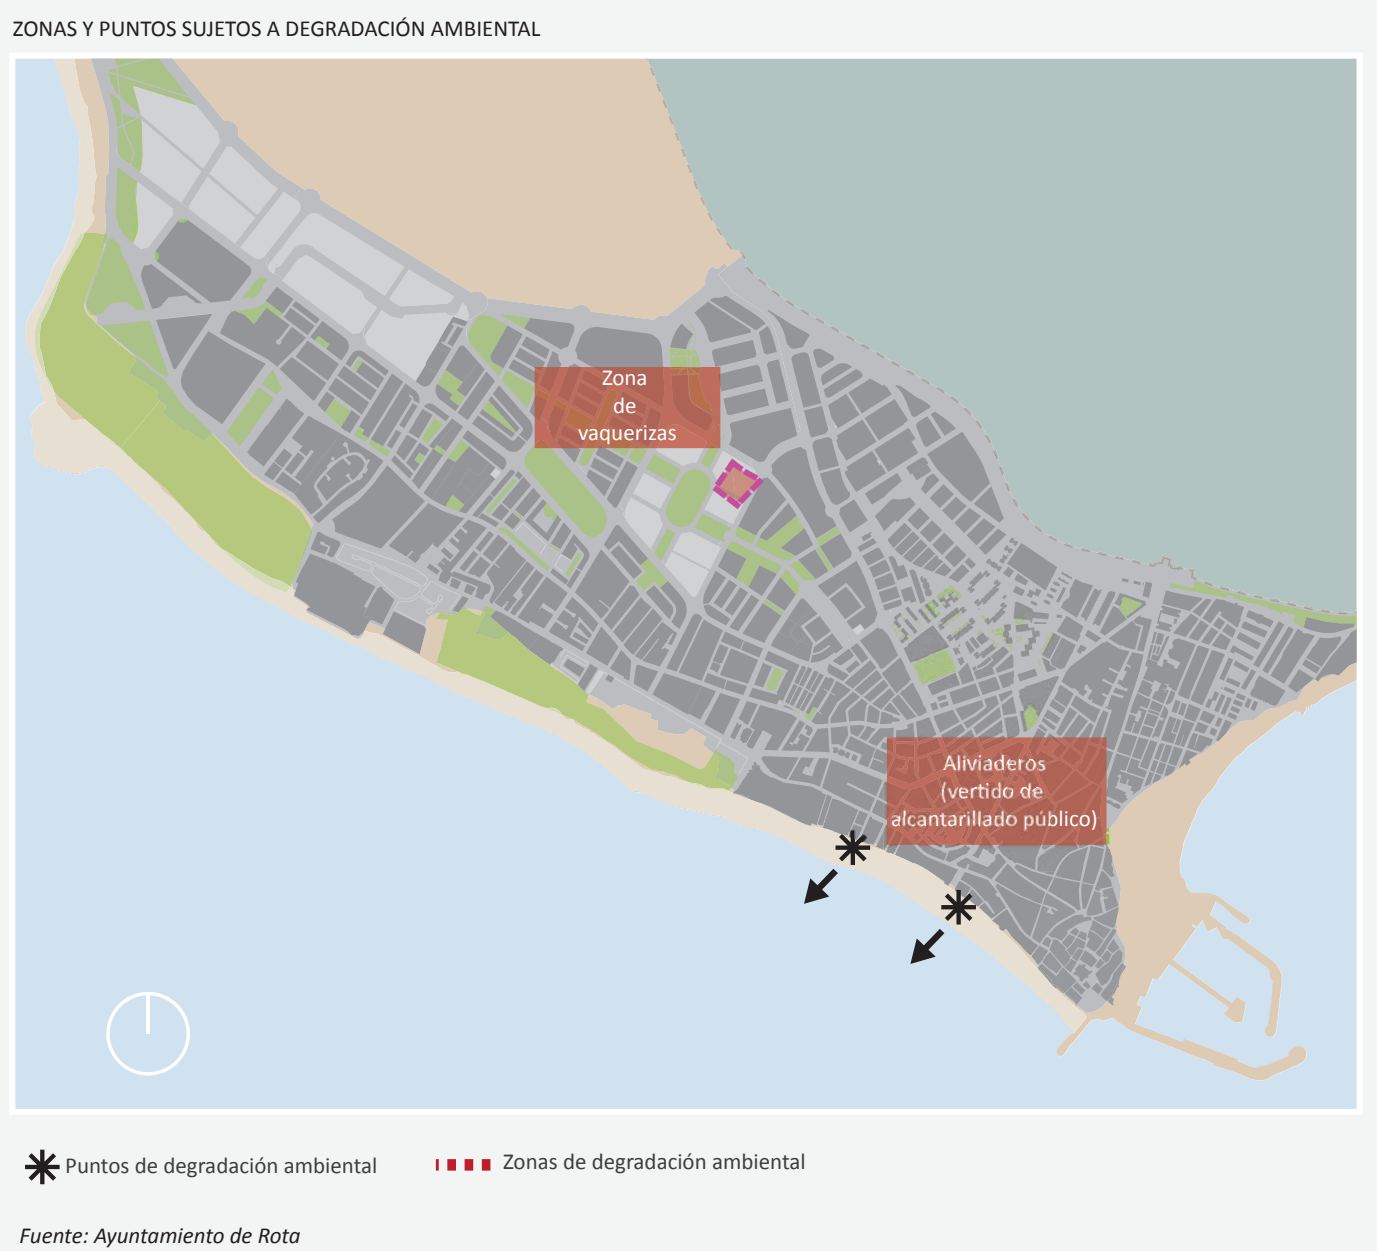 ZONAS Y PUNTOS SUJETOS A DEGRADACIÓN AMBIENTAL
Zona
de
vaquerizas
Aliviaderos
(vertido de
alcantarillado público)
Puntos de degradación ambiental
Zonas de degradación ambiental
Fuente: Ayuntamiento de Rota